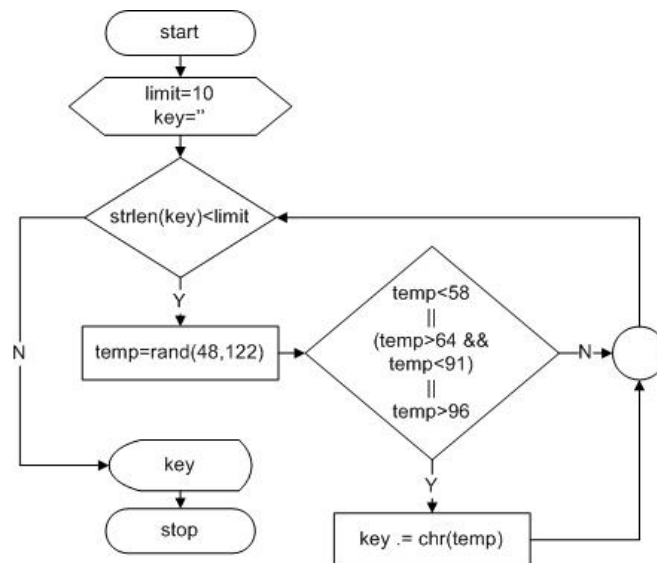 start
limit=10
key=''
strlen(key)<limit
Y
temp=rand(48,122)
temp<58
||
(temp>64 &&
temp<91)
||
temp>96
N
N
Y
key
stop
key .= chr(temp)